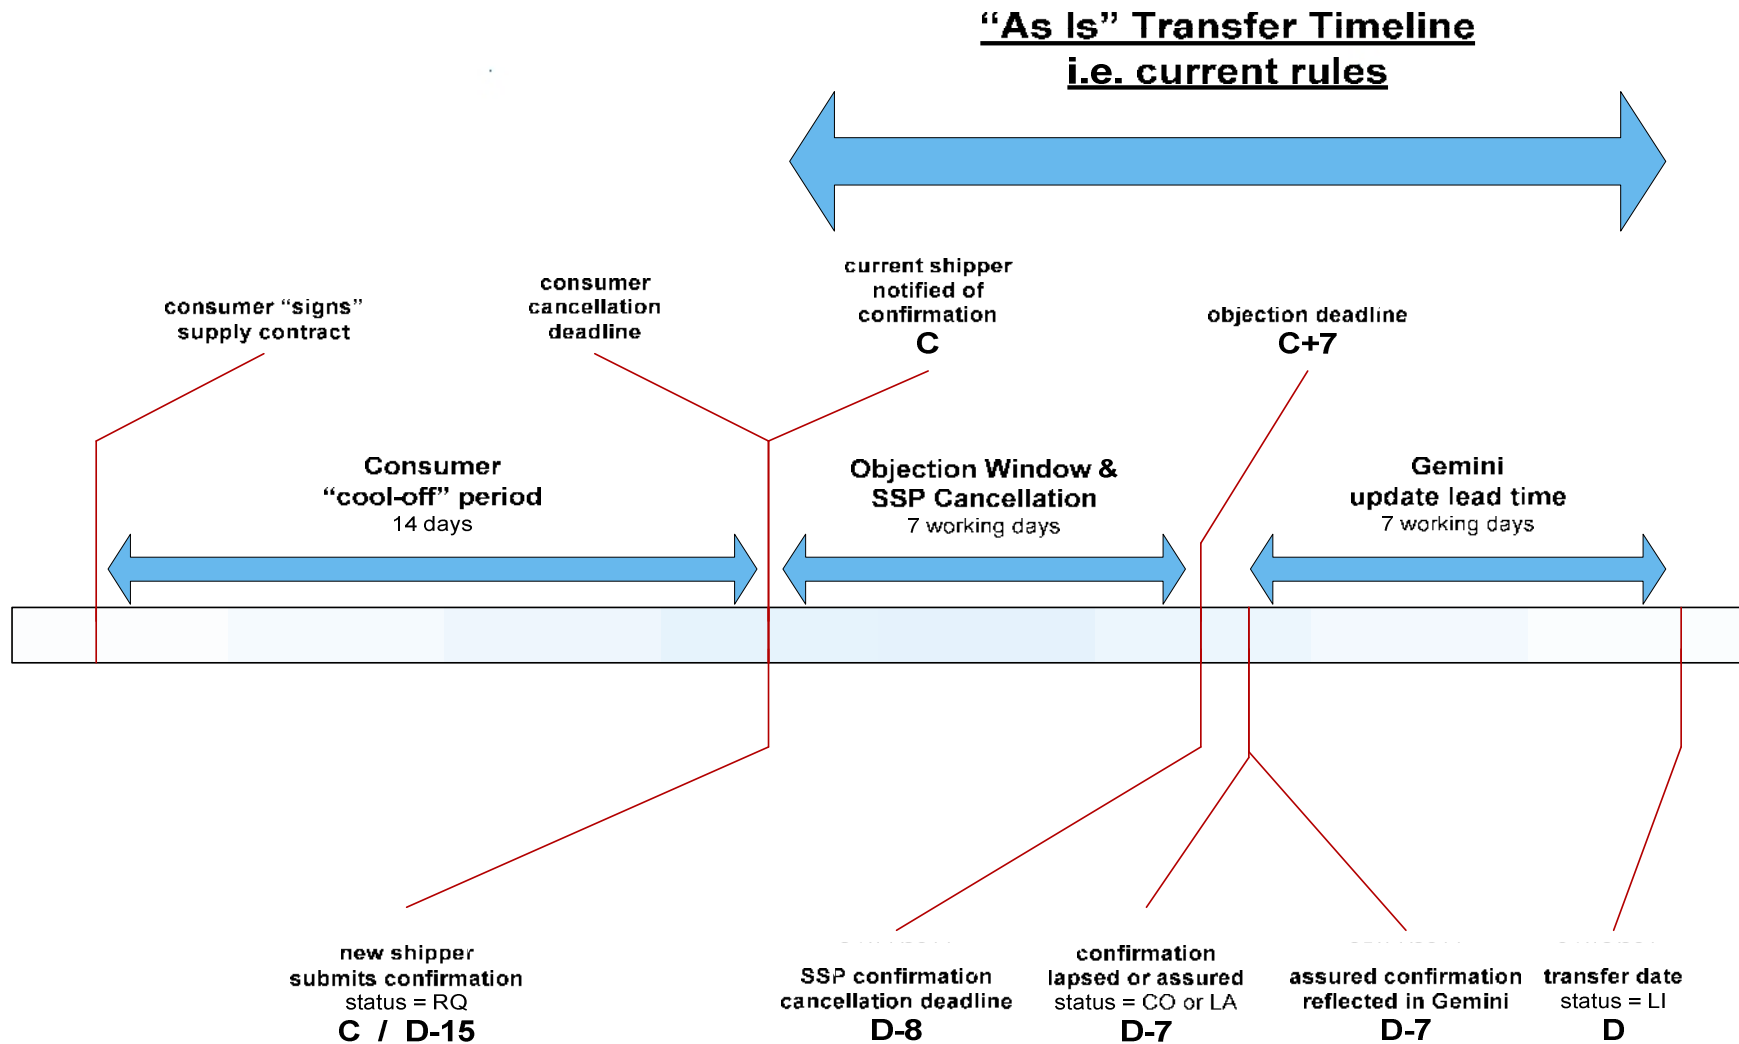 “As Is” Transfer Timeline
i.e. current rules
consumer “signs”
supply contract
consumer
cancellation
deadline
current shipper
notified of
confirmation
C
objection deadline
C+7
Consumer
“cool-off” period
14 days
Objection Window &
SSP Cancellation
7 working days
Gemini
update lead time
7 working days
new shipper
submits confirmation
status = RQ
C / D-15
SSP confirmation
cancellation deadline
D-8
confirmation
lapsed or assured
status = CO or LA
D-7
assured confirmation
reflected in Gemini
D-7
transfer date
status = LI
D